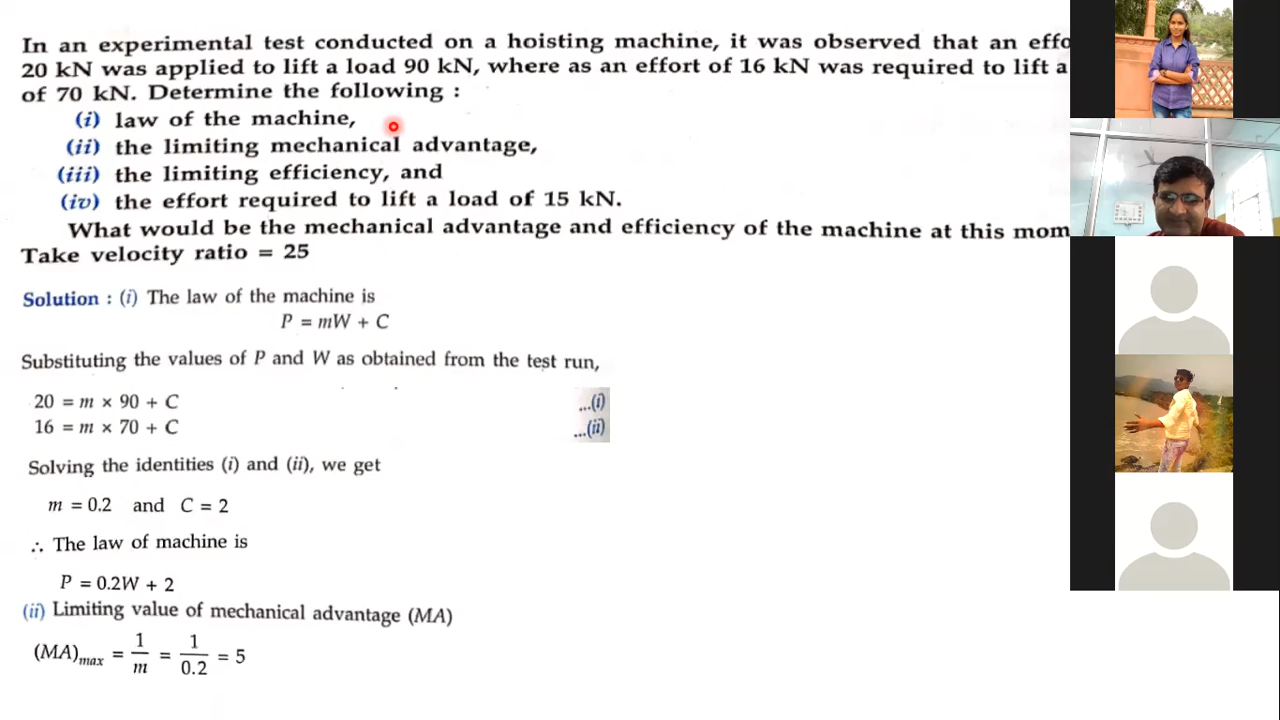 In an experimental test conducted on a hoisting machine, it was observed that an effo
20 kN was applied to lift a load 90 kN, where as an effort of 16 kN was required to lift a
of 70 kN. Determine the following :
(i) law of the machine,
(ii) the limiting mechanical advantage,
(iii) the limiting efficiency, and
(iv) the effort required to lift a load of 15 kN.
What would be the mechanical advantage and efficiency of the machine at this mom
Take velocity ratio = 25
Solution : (i) The law of the machine is
P = mW + C
Substituting the values of P and W as obtained from the test run,
20 = m × 90 + C ...(i)
16 = m × 70 + C ...(ii)
Solving the identities (i) and (ii), we get
m = 0.2 and C = 2
∴ The law of machine is
P = 0.2W + 2
(ii) Limiting value of mechanical advantage (MA)
(MA)max = 1/m = 1/0.2 = 5